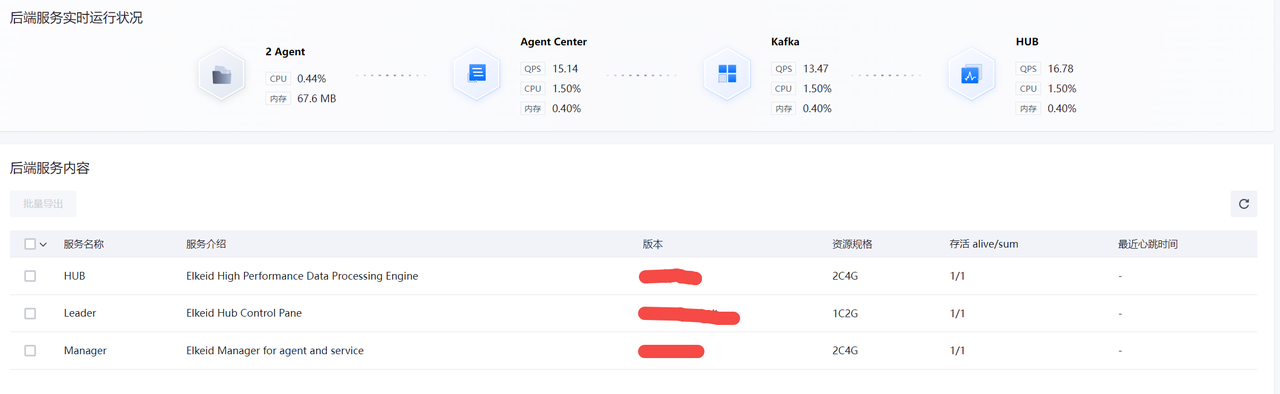 后端服务实时运行状况
2 Agent
CPU 0.44%
内存 67.6 MB
Agent Center
QPS 15.14
CPU 1.50%
内存 0.40%
Kafka
QPS 13.47
CPU 1.50%
内存 0.40%
HUB
QPS 16.78
CPU 1.50%
内存 0.40%
后端服务内容
批量导出
服务名称 服务介绍 版本 资源规格 存活 alive/sum 最近心跳时间
HUB Elkeid High Performance Data Processing Engine 2C4G 1/1 -
Leader Elkeid Hub Control Pane 1C2G 1/1 -
Manager Elkeid Manager for agent and service 2C4G 1/1 -